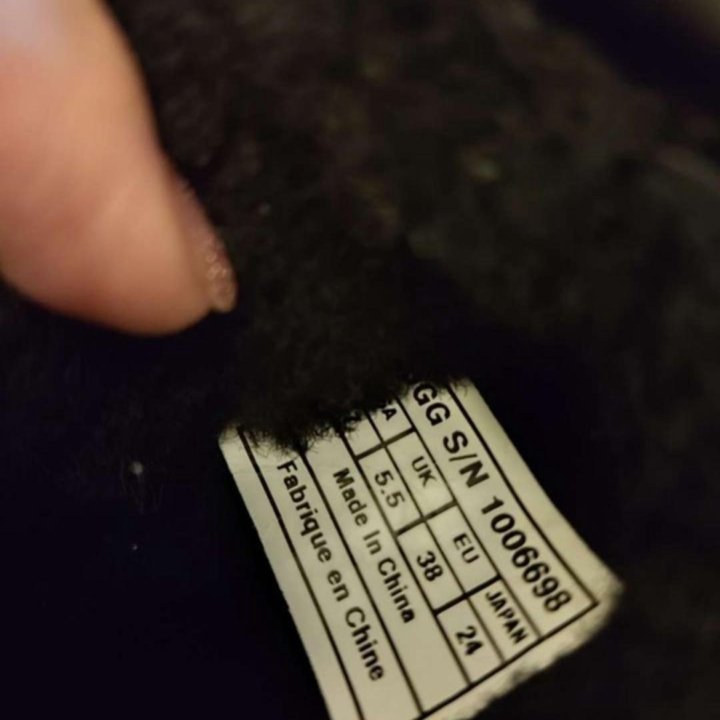 GG S/N 1006698
UK EU JAPAN
5.5 38 24
Made In China
Fabrique en Chine